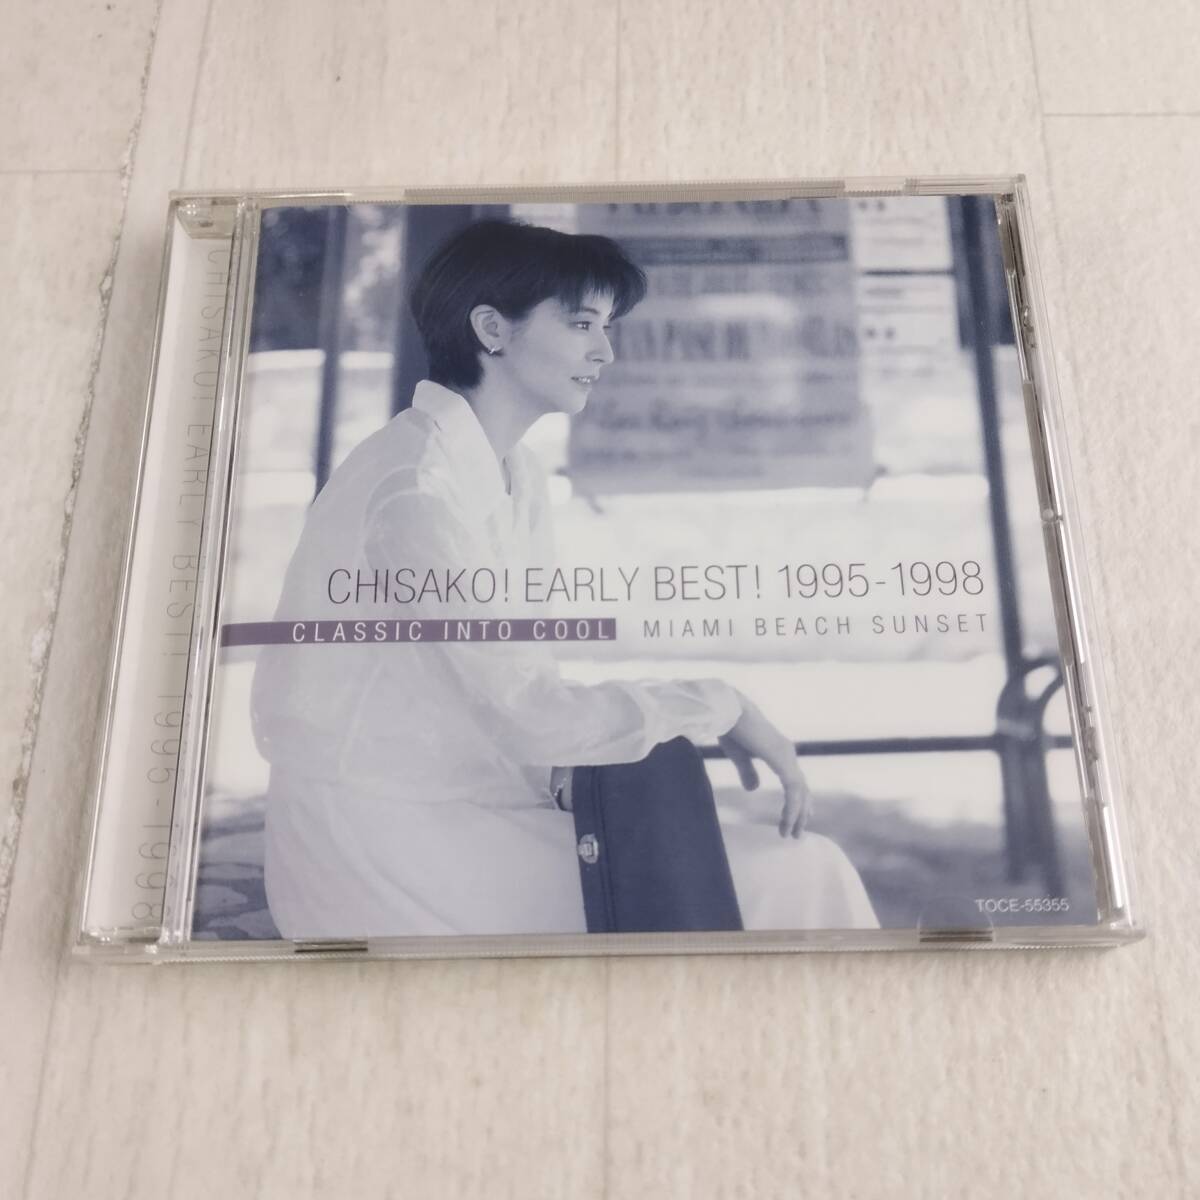 CHISAKO! EARLY BEST! 1995-1998
CHISAKO! EARLY BEST! 1995-1998
CLASSIC INTO COOL MIAMI BEACH SUNSET
TOCE-55355